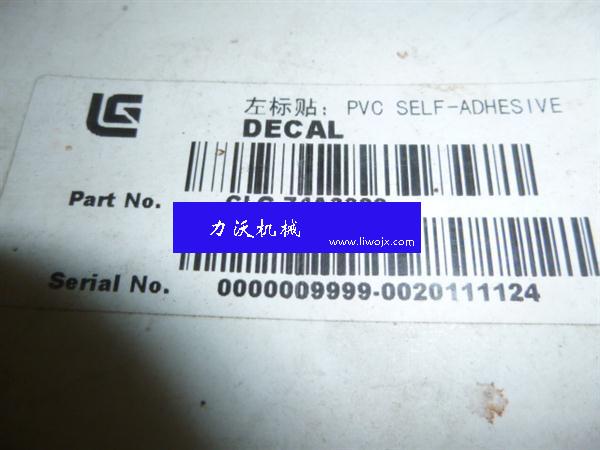 LG
左标贴: PVC SELF-ADHESIVE
DECAL
Part No.
力沃机械
www.liwojx.com
Serial No. 0000009999-0020111124